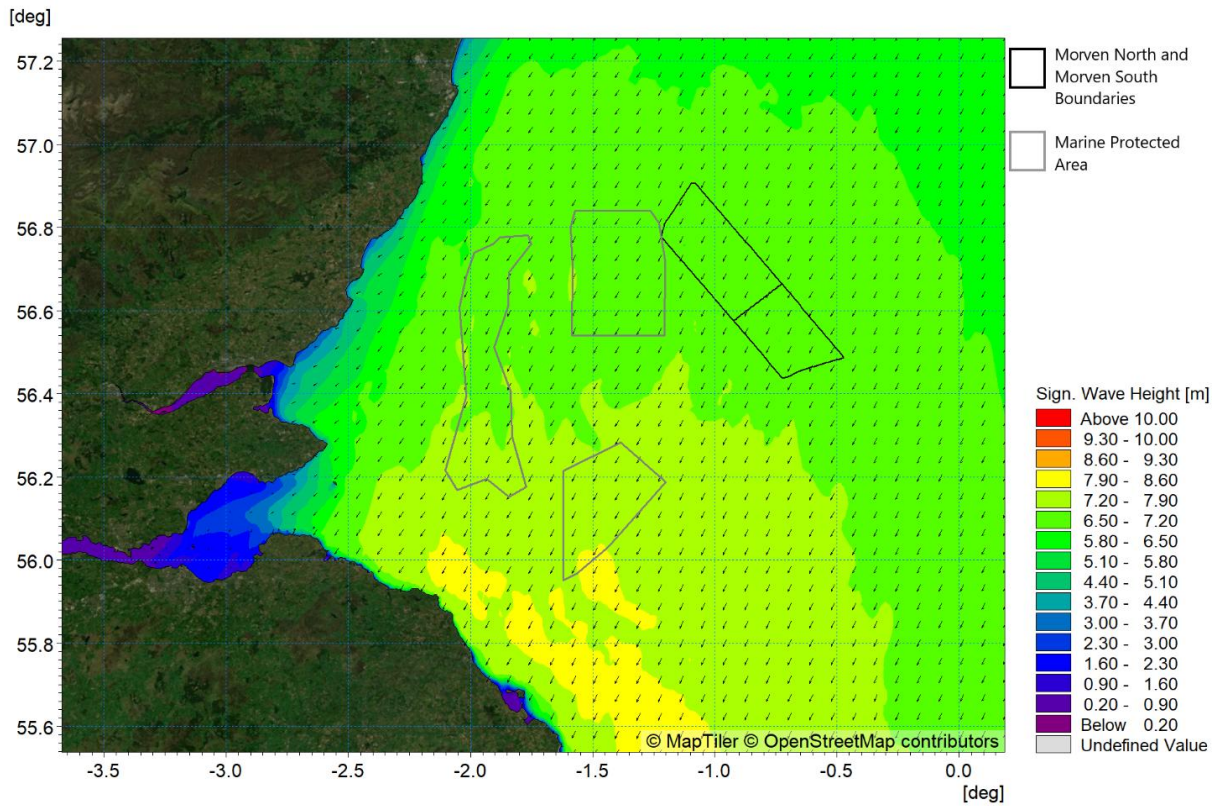 [deg]
57.2
57.0
56.8
56.6
56.4
56.2
56.0
55.8
55.6
-3.5
-3.0
-2.5
-2.0
-1.5
-1.0
-0.5
0.0
[deg]
© MapTiler © OpenStreetMap contributors
Morven North and
Morven South
Boundaries
Marine Protected
Area
Sign. Wave Height [m]
Above 10.00
9.30 - 10.00
8.60 - 9.30
7.90 - 8.60
7.20 - 7.90
6.50 - 7.20
5.80 - 6.50
5.10 - 5.80
4.40 - 5.10
3.70 - 4.40
3.00 - 3.70
2.30 - 3.00
1.60 - 2.30
0.90 - 1.60
0.20 - 0.90
Below 0.20
Undefined Value